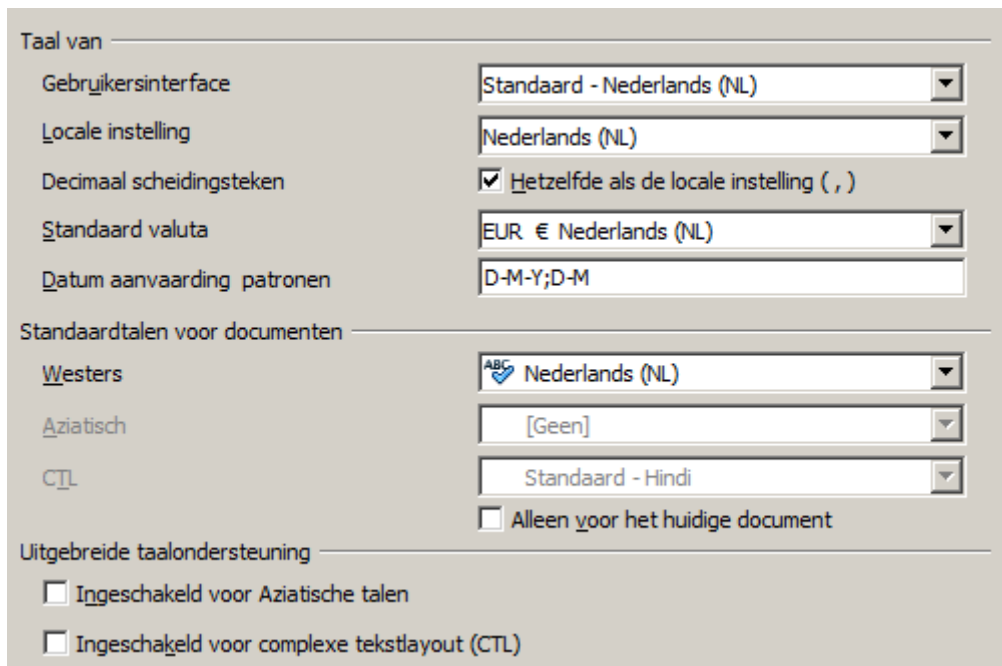 Taal van
Gebruikersinterface Standaard - Nederlands (NL)
Locale instelling Nederlands (NL)
Decimaal scheidingsteken Hetzelfde als de locale instelling ( , )
Standaard valuta EUR € Nederlands (NL)
Datum aanvaarding patronen D-M-Y;D-M
Standaardtalen voor documenten
Westers ABC Nederlands (NL)
Aziatisch [Geen]
CTL Standaard - Hindi
Alleen voor het huidige document
Uitgebreide taalondersteuning
Ingeschakeld voor Aziatische talen
Ingeschakeld voor complexe tekstlayout (CTL)